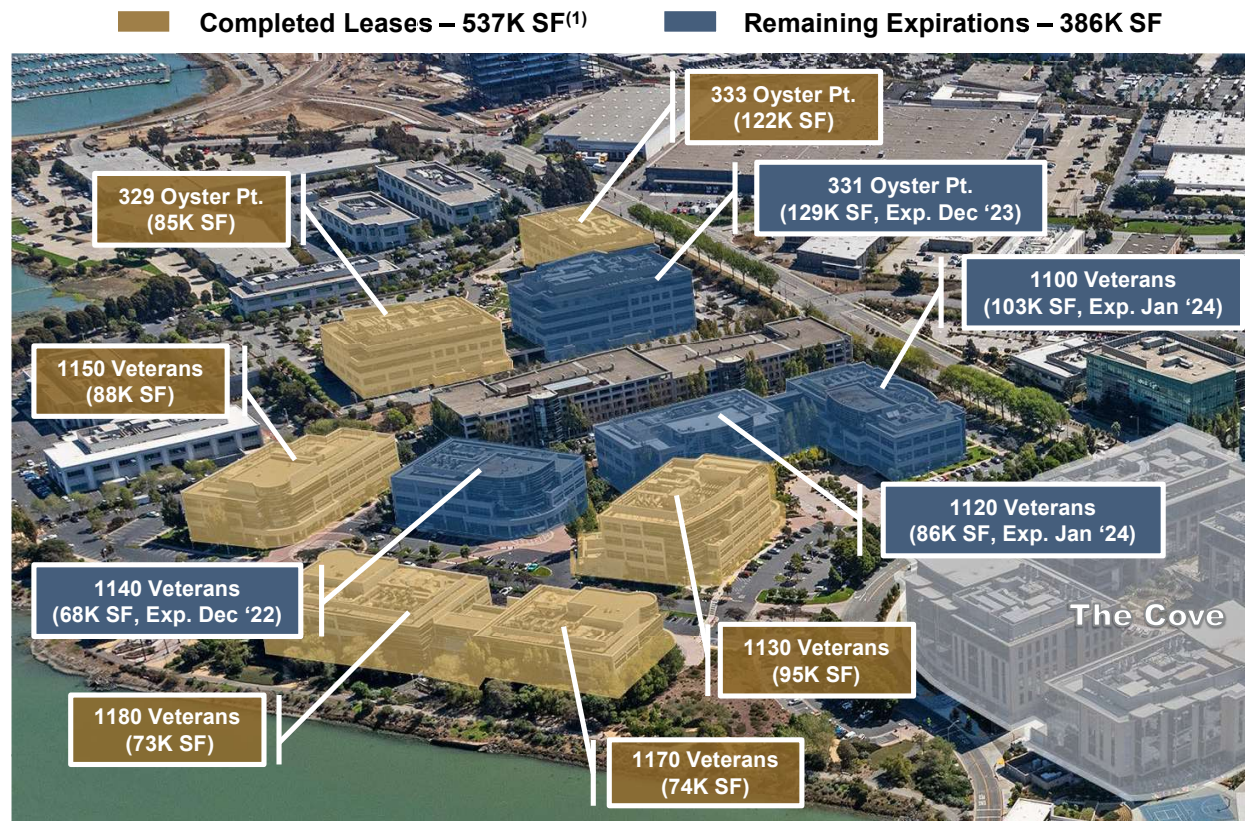 Completed Leases – 537K SF(1)
Remaining Expirations – 386K SF
333 Oyster Pt.
(122K SF)
331 Oyster Pt.
(129K SF, Exp. Dec ‘23)
329 Oyster Pt.
(85K SF)
1100 Veterans
(103K SF, Exp. Jan ‘24)
1150 Veterans
(88K SF)
1120 Veterans
(86K SF, Exp. Jan ‘24)
1140 Veterans
(68K SF, Exp. Dec ‘22)
The Cove
1130 Veterans
(95K SF)
1180 Veterans
(73K SF)
1170 Veterans
(74K SF)